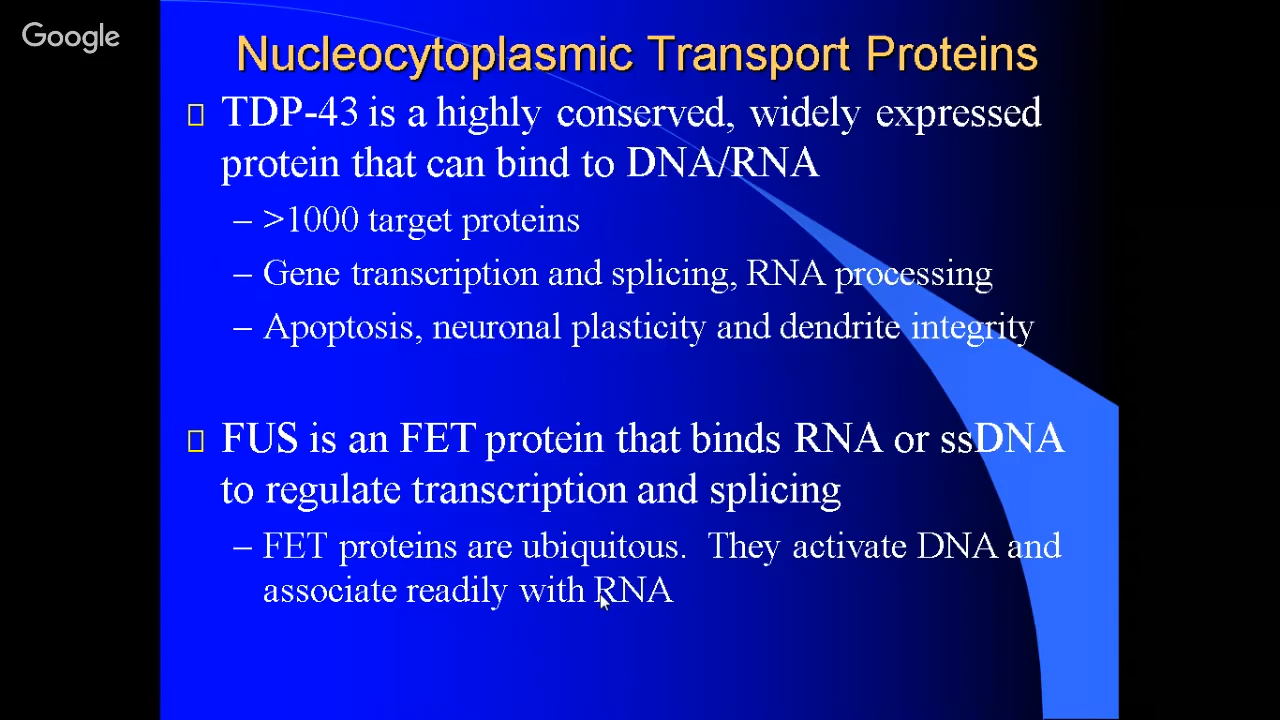 Google
Nucleocytoplasmic Transport Proteins
TDP-43 is a highly conserved, widely expressed
protein that can bind to DNA/RNA
– >1000 target proteins
– Gene transcription and splicing, RNA processing
– Apoptosis, neuronal plasticity and dendrite integrity
FUS is an FET protein that binds RNA or ssDNA
to regulate transcription and splicing
– FET proteins are ubiquitous. They activate DNA and
associate readily with RNA